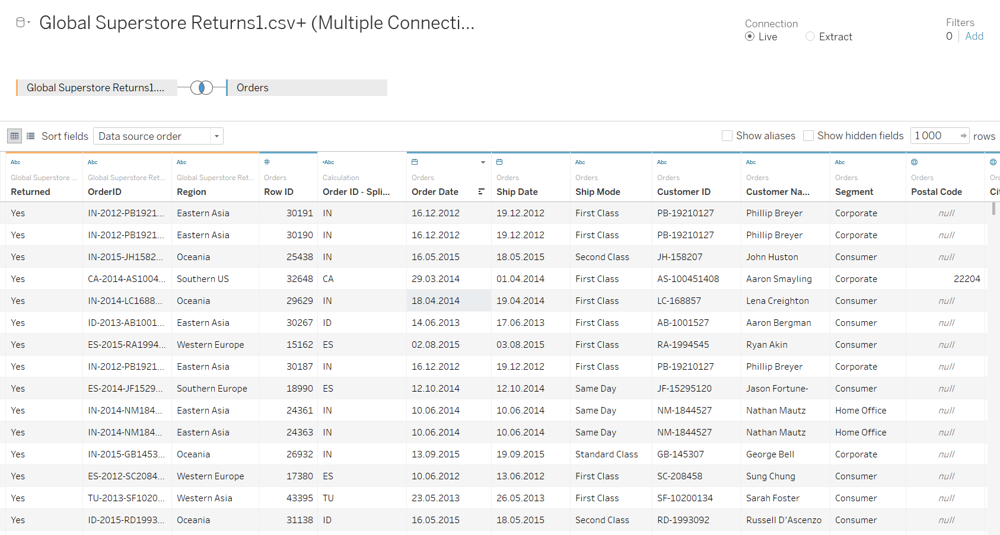 Global Superstore Returns1.csv+ (Multiple Connecti...
Connection
Live Extract
Filters
0 Add
Global Superstore Returns1.... Orders
Sort fields Data source order Show aliases Show hidden fields 1 000 rows
Abc Abc Abc # =Abc Abc Abc Abc Abc
Global Superstore ... Global Superstore Ret... Global Superstore Ret... Orders Calculation Orders Orders Orders Orders Orders Orders Orders Orc
Returned OrderID Region Row ID Order ID - Spli... Order Date Ship Date Ship Mode Customer ID Customer Na... Segment Postal Code Cit
Yes IN-2012-PB1921... Eastern Asia 30191 IN 16.12.2012 19.12.2012 First Class PB-19210127 Phillip Breyer Corporate null
Yes IN-2012-PB1921... Eastern Asia 30190 IN 16.12.2012 19.12.2012 First Class PB-19210127 Phillip Breyer Corporate null
Yes IN-2015-JH1582... Oceania 25438 IN 16.05.2015 18.05.2015 Second Class JH-158207 John Huston Consumer null
Yes CA-2014-AS1004... Southern US 32648 CA 29.03.2014 01.04.2014 First Class AS-100451408 Aaron Smayling Corporate 22204
Yes IN-2014-LC1688... Oceania 29629 IN 18.04.2014 19.04.2014 First Class LC-168857 Lena Creighton Consumer null
Yes ID-2013-AB1001... Eastern Asia 30267 ID 14.06.2013 17.06.2013 First Class AB-1001527 Aaron Bergman Consumer null
Yes ES-2015-RA1994... Western Europe 15162 ES 02.08.2015 03.08.2015 First Class RA-1994545 Ryan Akin Consumer null
Yes IN-2012-PB1921... Eastern Asia 30187 IN 16.12.2012 19.12.2012 First Class PB-19210127 Phillip Breyer Corporate null
Yes ES-2014-JF1529... Southern Europe 18990 ES 12.10.2014 12.10.2014 Same Day JF-15295120 Jason Fortune- Consumer null
Yes IN-2014-NM184... Eastern Asia 24361 IN 10.06.2014 10.06.2014 Same Day NM-1844527 Nathan Mautz Home Office null
Yes IN-2014-NM184... Eastern Asia 24363 IN 10.06.2014 10.06.2014 Same Day NM-1844527 Nathan Mautz Home Office null
Yes IN-2015-GB1453... Oceania 26932 IN 13.09.2015 19.09.2015 Standard Class GB-145307 George Bell Corporate null
Yes ES-2012-SC2084... Western Europe 17380 ES 10.06.2012 13.06.2012 First Class SC-208458 Sung Chung Consumer null
Yes TU-2013-SF1020... Western Asia 43395 TU 23.05.2013 26.05.2013 First Class SF-10200134 Sarah Foster Consumer null
Yes ID-2015-RD1993... Oceania 31138 ID 16.05.2015 18.05.2015 Second Class RD-1993092 Russell D'Ascenzo Consumer null